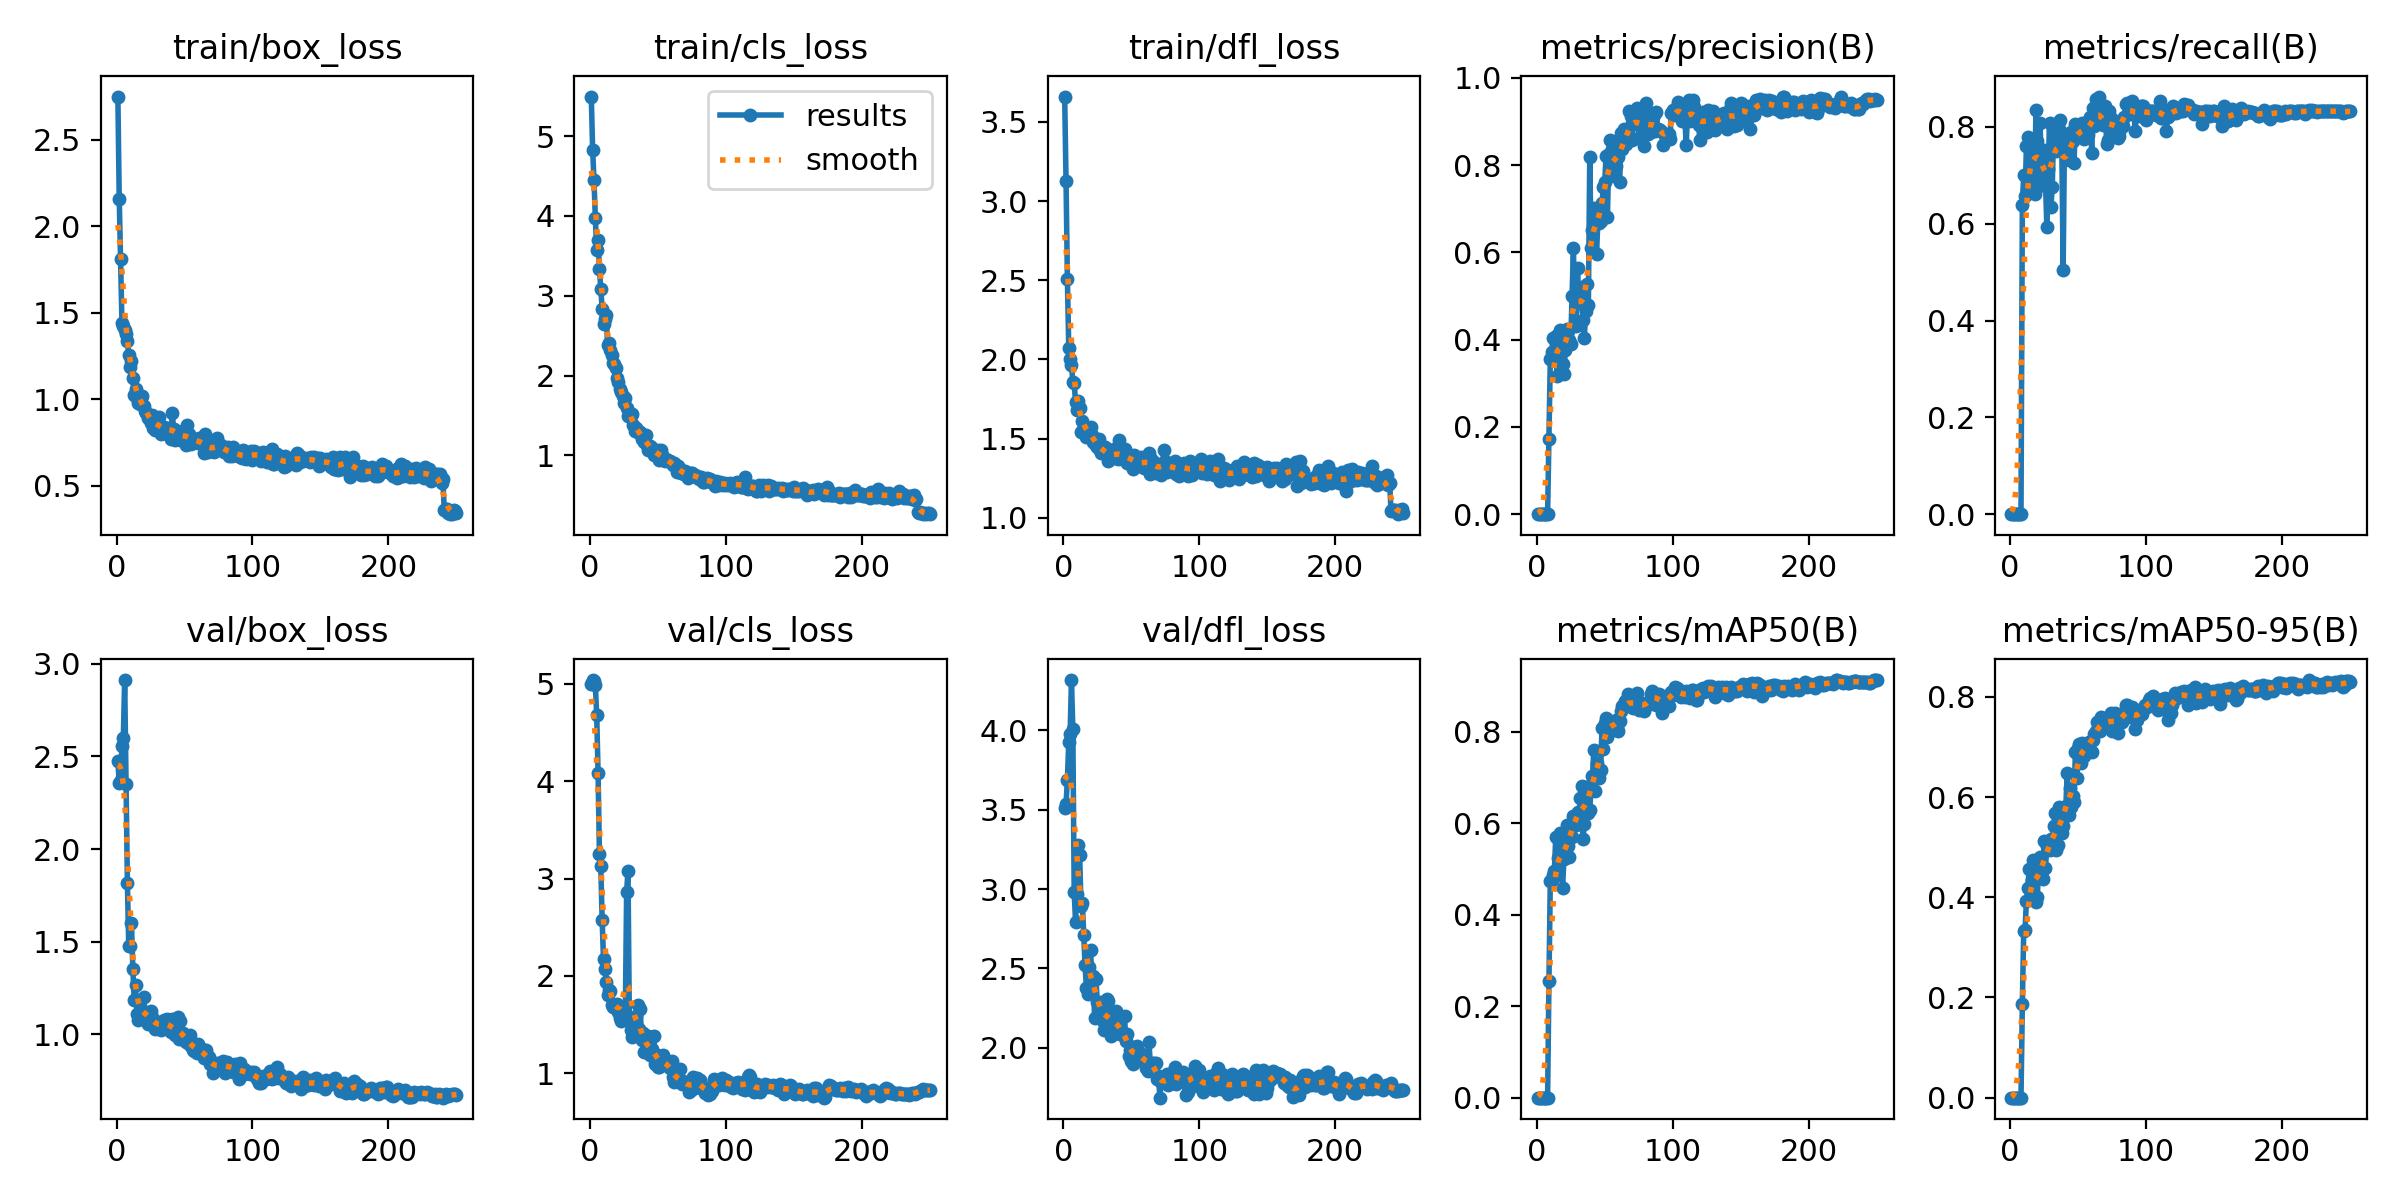 train/box_loss
2.5
2.0
1.5
1.0
0.5
0 100 200
train/cls_loss
results
smooth
5
4
3
2
1
0 100 200
train/dfl_loss
3.5
3.0
2.5
2.0
1.5
1.0
0 100 200
metrics/precision(B)
1.0
0.8
0.6
0.4
0.2
0.0
0 100 200
metrics/recall(B)
0.8
0.6
0.4
0.2
0.0
0 100 200
val/box_loss
3.0
2.5
2.0
1.5
1.0
0 100 200
val/cls_loss
5
4
3
2
1
0 100 200
val/dfl_loss
4.0
3.5
3.0
2.5
2.0
0 100 200
metrics/mAP50(B)
0.8
0.6
0.4
0.2
0.0
0 100 200
metrics/mAP50-95(B)
0.8
0.6
0.4
0.2
0.0
0 100 200